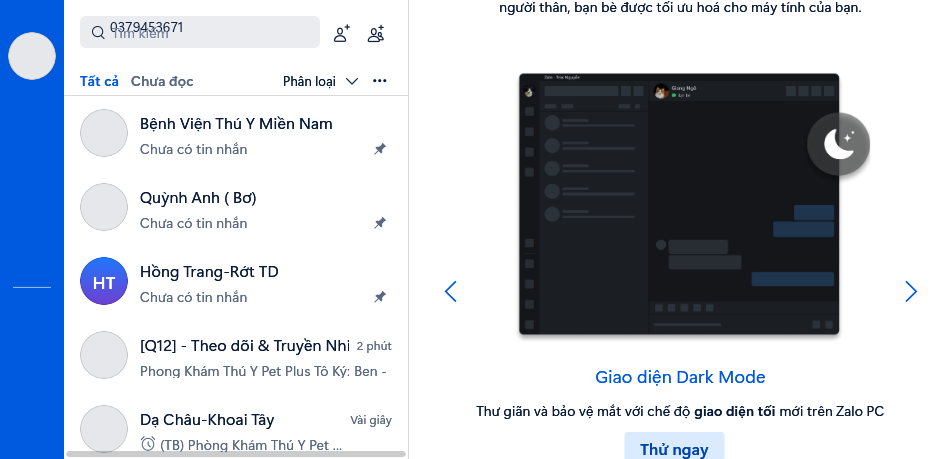 0379453671
Tìm kiếm
Tất cả Chưa đọc Phân loại
Bệnh Viện Thú Y Miền Nam
Chưa có tin nhắn
Quỳnh Anh ( Bơ)
Chưa có tin nhắn
HT
Hồng Trang-Rớt TD
Chưa có tin nhắn
[Q12] - Theo dõi & Truyền Nhi 2 phút
Phong Khám Thú Y Pet Plus Tô Ký: Ben -
Dạ Châu-Khoai Tây Vài giây
(TB) Phòng Khám Thú Y Pet ...
người thân, bạn bè được tối ưu hoá cho máy tính của bạn.
Giao diện Dark Mode
Thư giãn và bảo vệ mắt với chế độ giao diện tối mới trên Zalo PC
Thử ngay